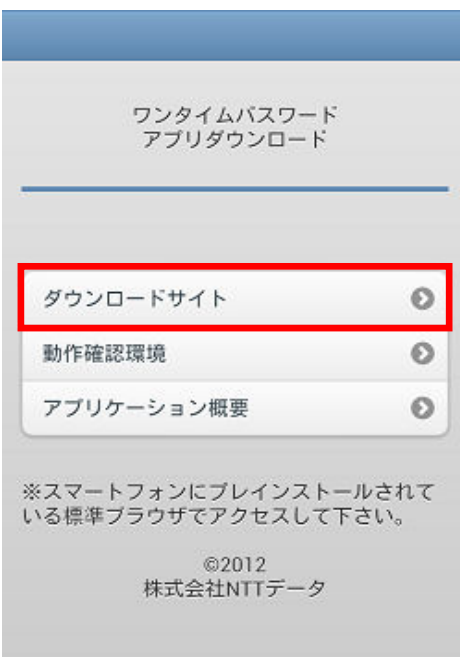 ワンタイムパスワード
アプリダウンロード
ダウンロードサイト
動作確認環境
アプリケーション概要
※スマートフォンにプレインストールされて
いる標準ブラウザでアクセスして下さい。
©2012
株式会社NTTデータ